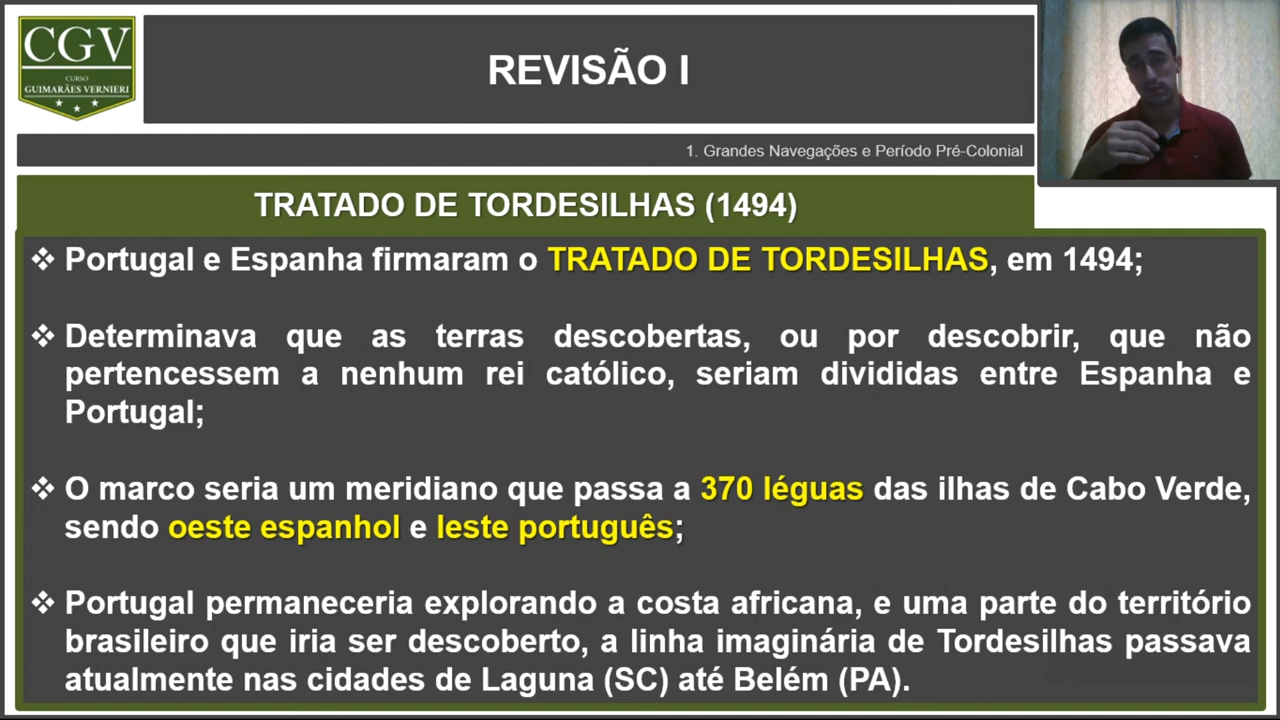 CGV
CURSO
GUIMARÃES VERNIERI
REVISÃO I
1. Grandes Navegações e Período Pré-Colonial
TRATADO DE TORDESILHAS (1494)
❖ Portugal e Espanha firmaram o TRATADO DE TORDESILHAS, em 1494;
❖ Determinava que as terras descobertas, ou por descobrir, que não
pertencessem a nenhum rei católico, seriam divididas entre Espanha e
Portugal;
❖ O marco seria um meridiano que passa a 370 léguas das ilhas de Cabo Verde,
sendo oeste espanhol e leste português;
❖ Portugal permaneceria explorando a costa africana, e uma parte do território
brasileiro que iria ser descoberto, a linha imaginária de Tordesilhas passava
atualmente nas cidades de Laguna (SC) até Belém (PA).